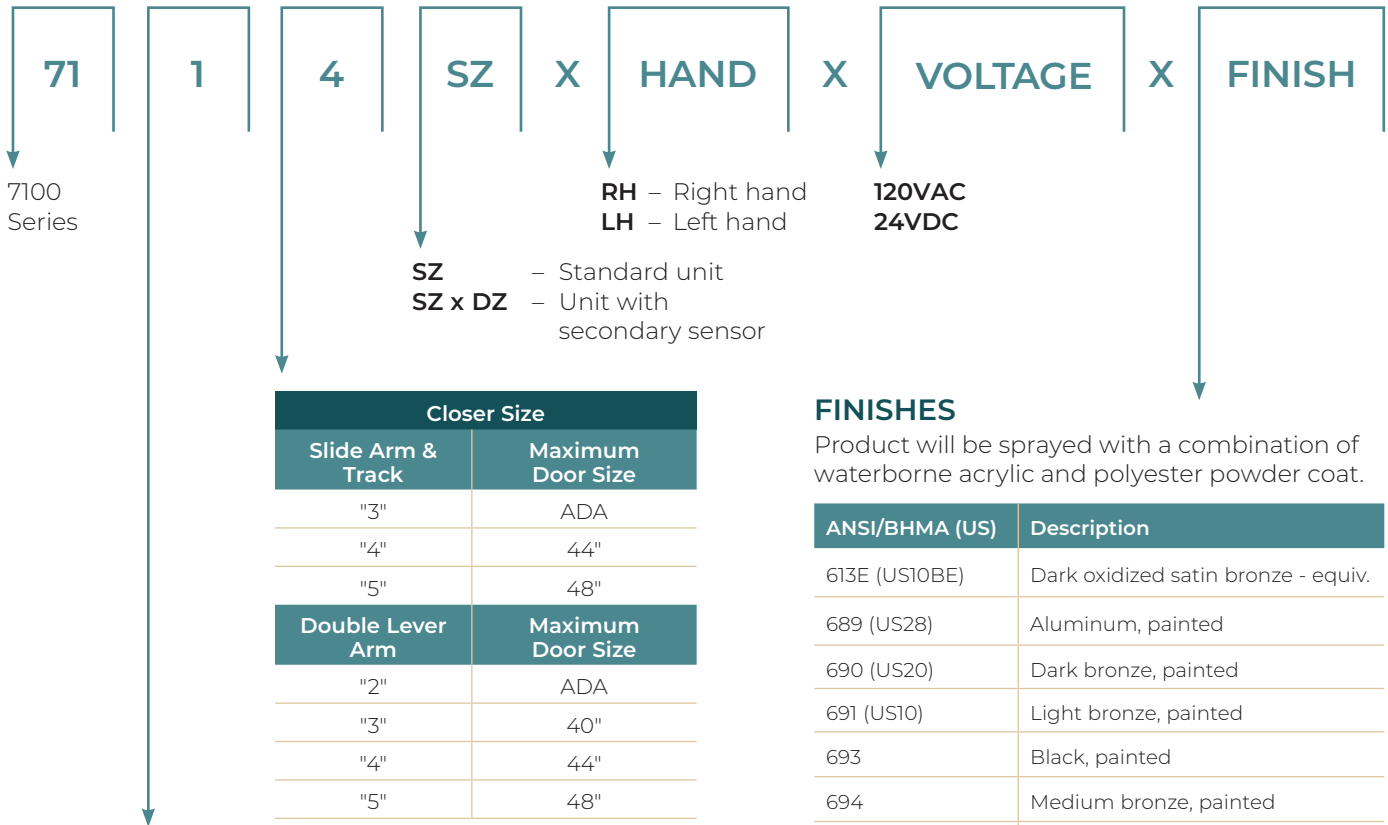 71 1 4 SZ X HAND X VOLTAGE X FINISH
7100
Series
RH – Right hand
LH – Left hand
120VAC
24VDC
SZ – Standard unit
SZ x DZ – Unit with
secondary sensor
Closer Size
Slide Arm & Track Maximum Door Size
"3" ADA
"4" 44"
"5" 48"
Double Lever Arm Maximum Door Size
"2" ADA
"3" 40"
"4" 44"
"5" 48"
FINISHES
Product will be sprayed with a combination of
waterborne acrylic and polyester powder coat.
ANSI/BHMA (US) Description
613E (US10BE) Dark oxidized satin bronze - equiv.
689 (US28) Aluminum, painted
690 (US20) Dark bronze, painted
691 (US10) Light bronze, painted
693 Black, painted
694 Medium bronze, painted